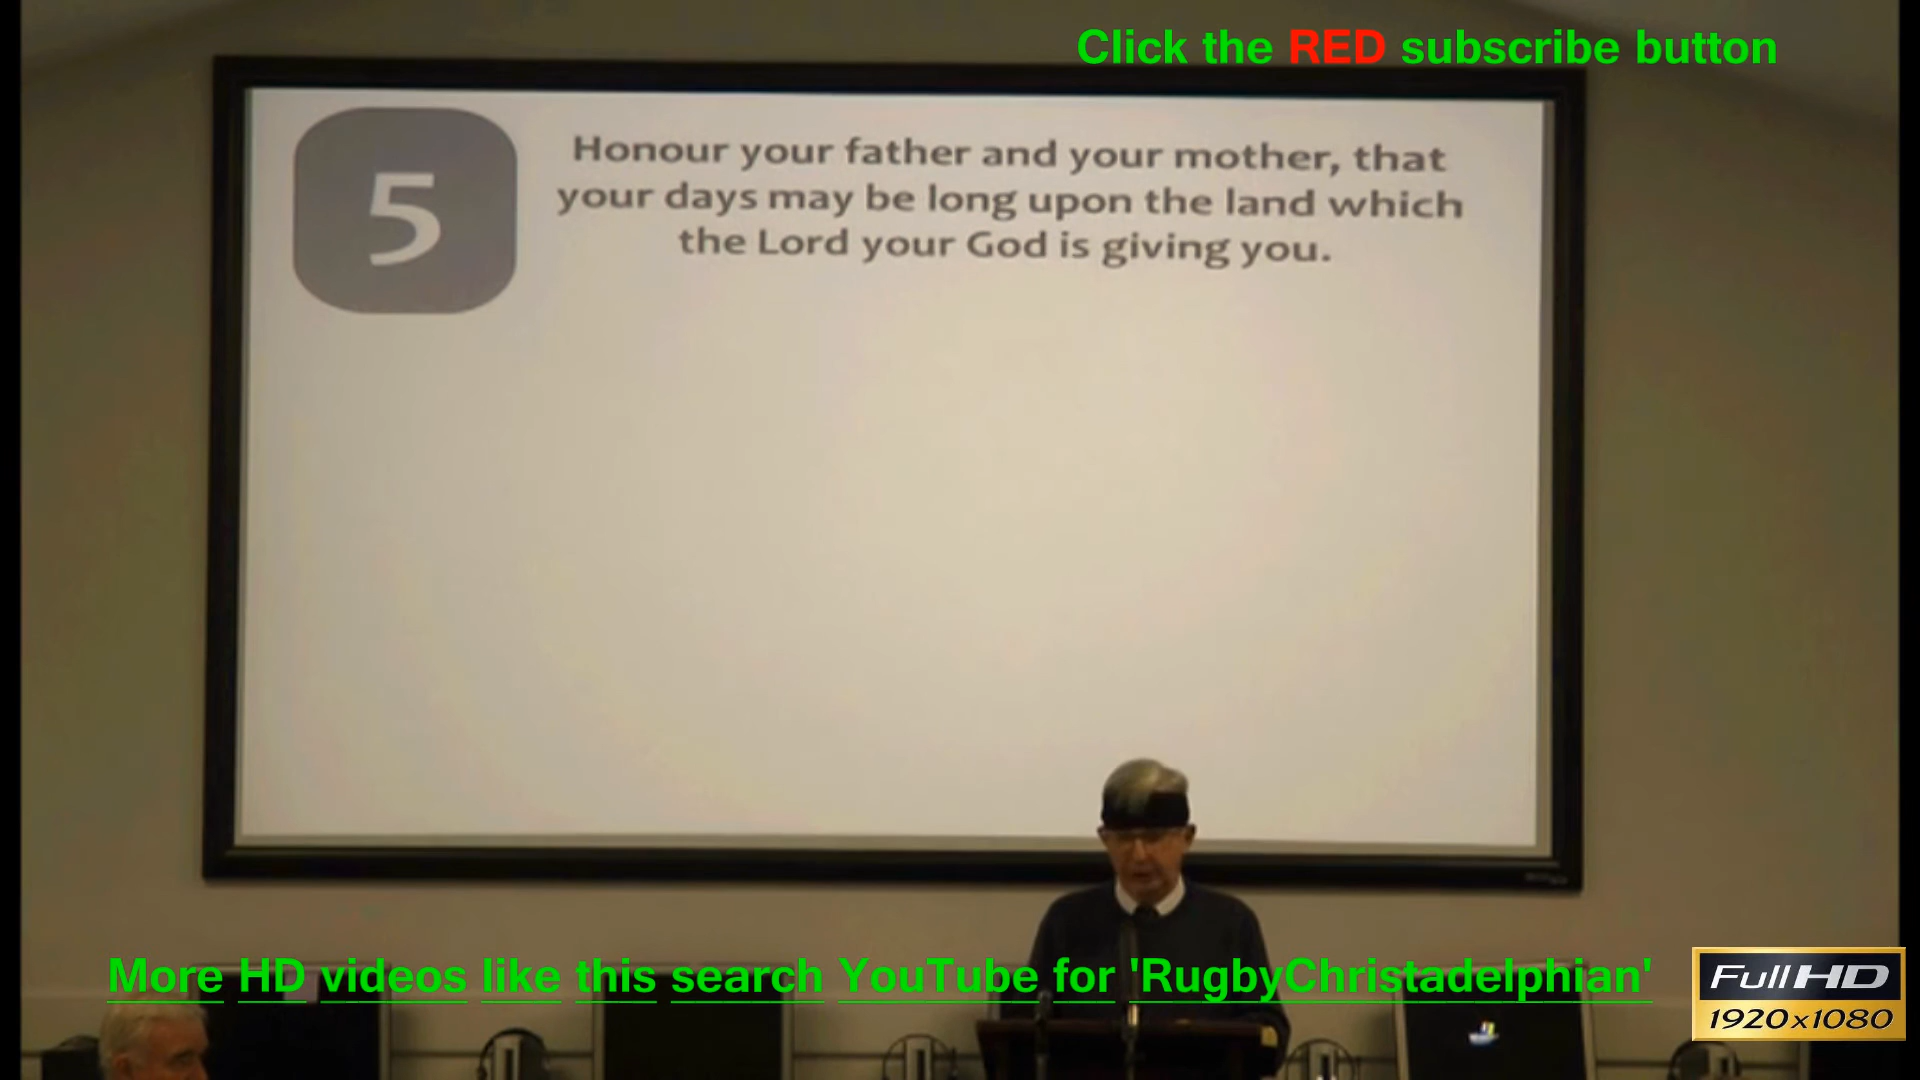 Click the RED subscribe button
5
Honour your father and your mother, that
your days may be long upon the land which
the Lord your God is giving you.
More HD videos like this search YouTube for 'RugbyChristadelphian'
Full HD
1920x1080